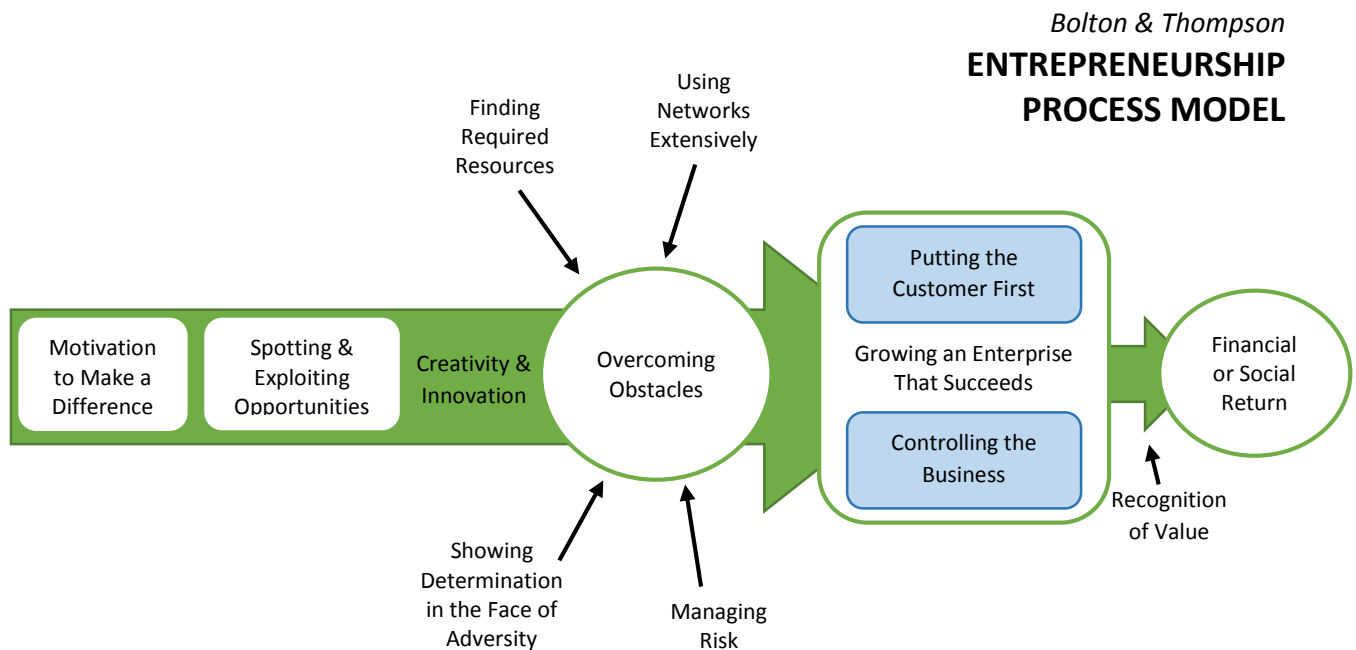 Bolton & Thompson
ENTREPRENEURSHIP
PROCESS MODEL
Finding
Required
Resources
Using
Networks
Extensively
Motivation
to Make a
Difference
Spotting &
Exploiting
Opportunities
Creativity &
Innovation
Overcoming
Obstacles
Putting the
Customer First
Growing an Enterprise
That Succeeds
Controlling the
Business
Financial
or Social
Return
Recognition
of Value
Showing
Determination
in the Face of
Adversity
Managing
Risk